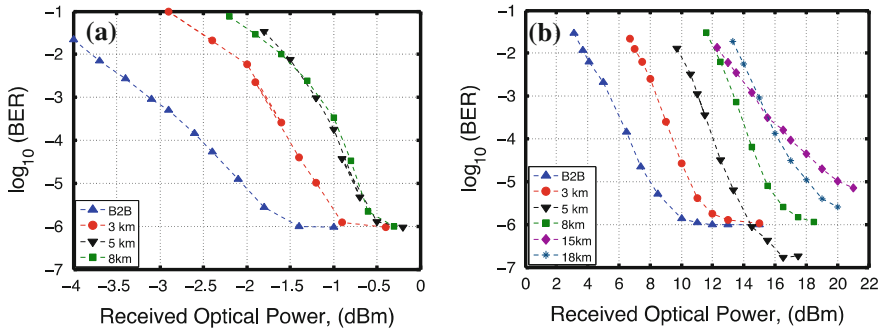 (a)
−1
−2
−3
−4
−5
−6
−7
log10 (BER)
B2B
3 km
5 km
8km
−4 −3.5 −3 −2.5 −2 −1.5 −1 −0.5 0
Received Optical Power, (dBm)
(b)
−1
−2
−3
−4
−5
−6
−7
log10 (BER)
B2B
3 km
5 km
8km
15km
18km
0 2 4 6 8 10 12 14 16 18 20 22
Received Optical Power, (dBm)